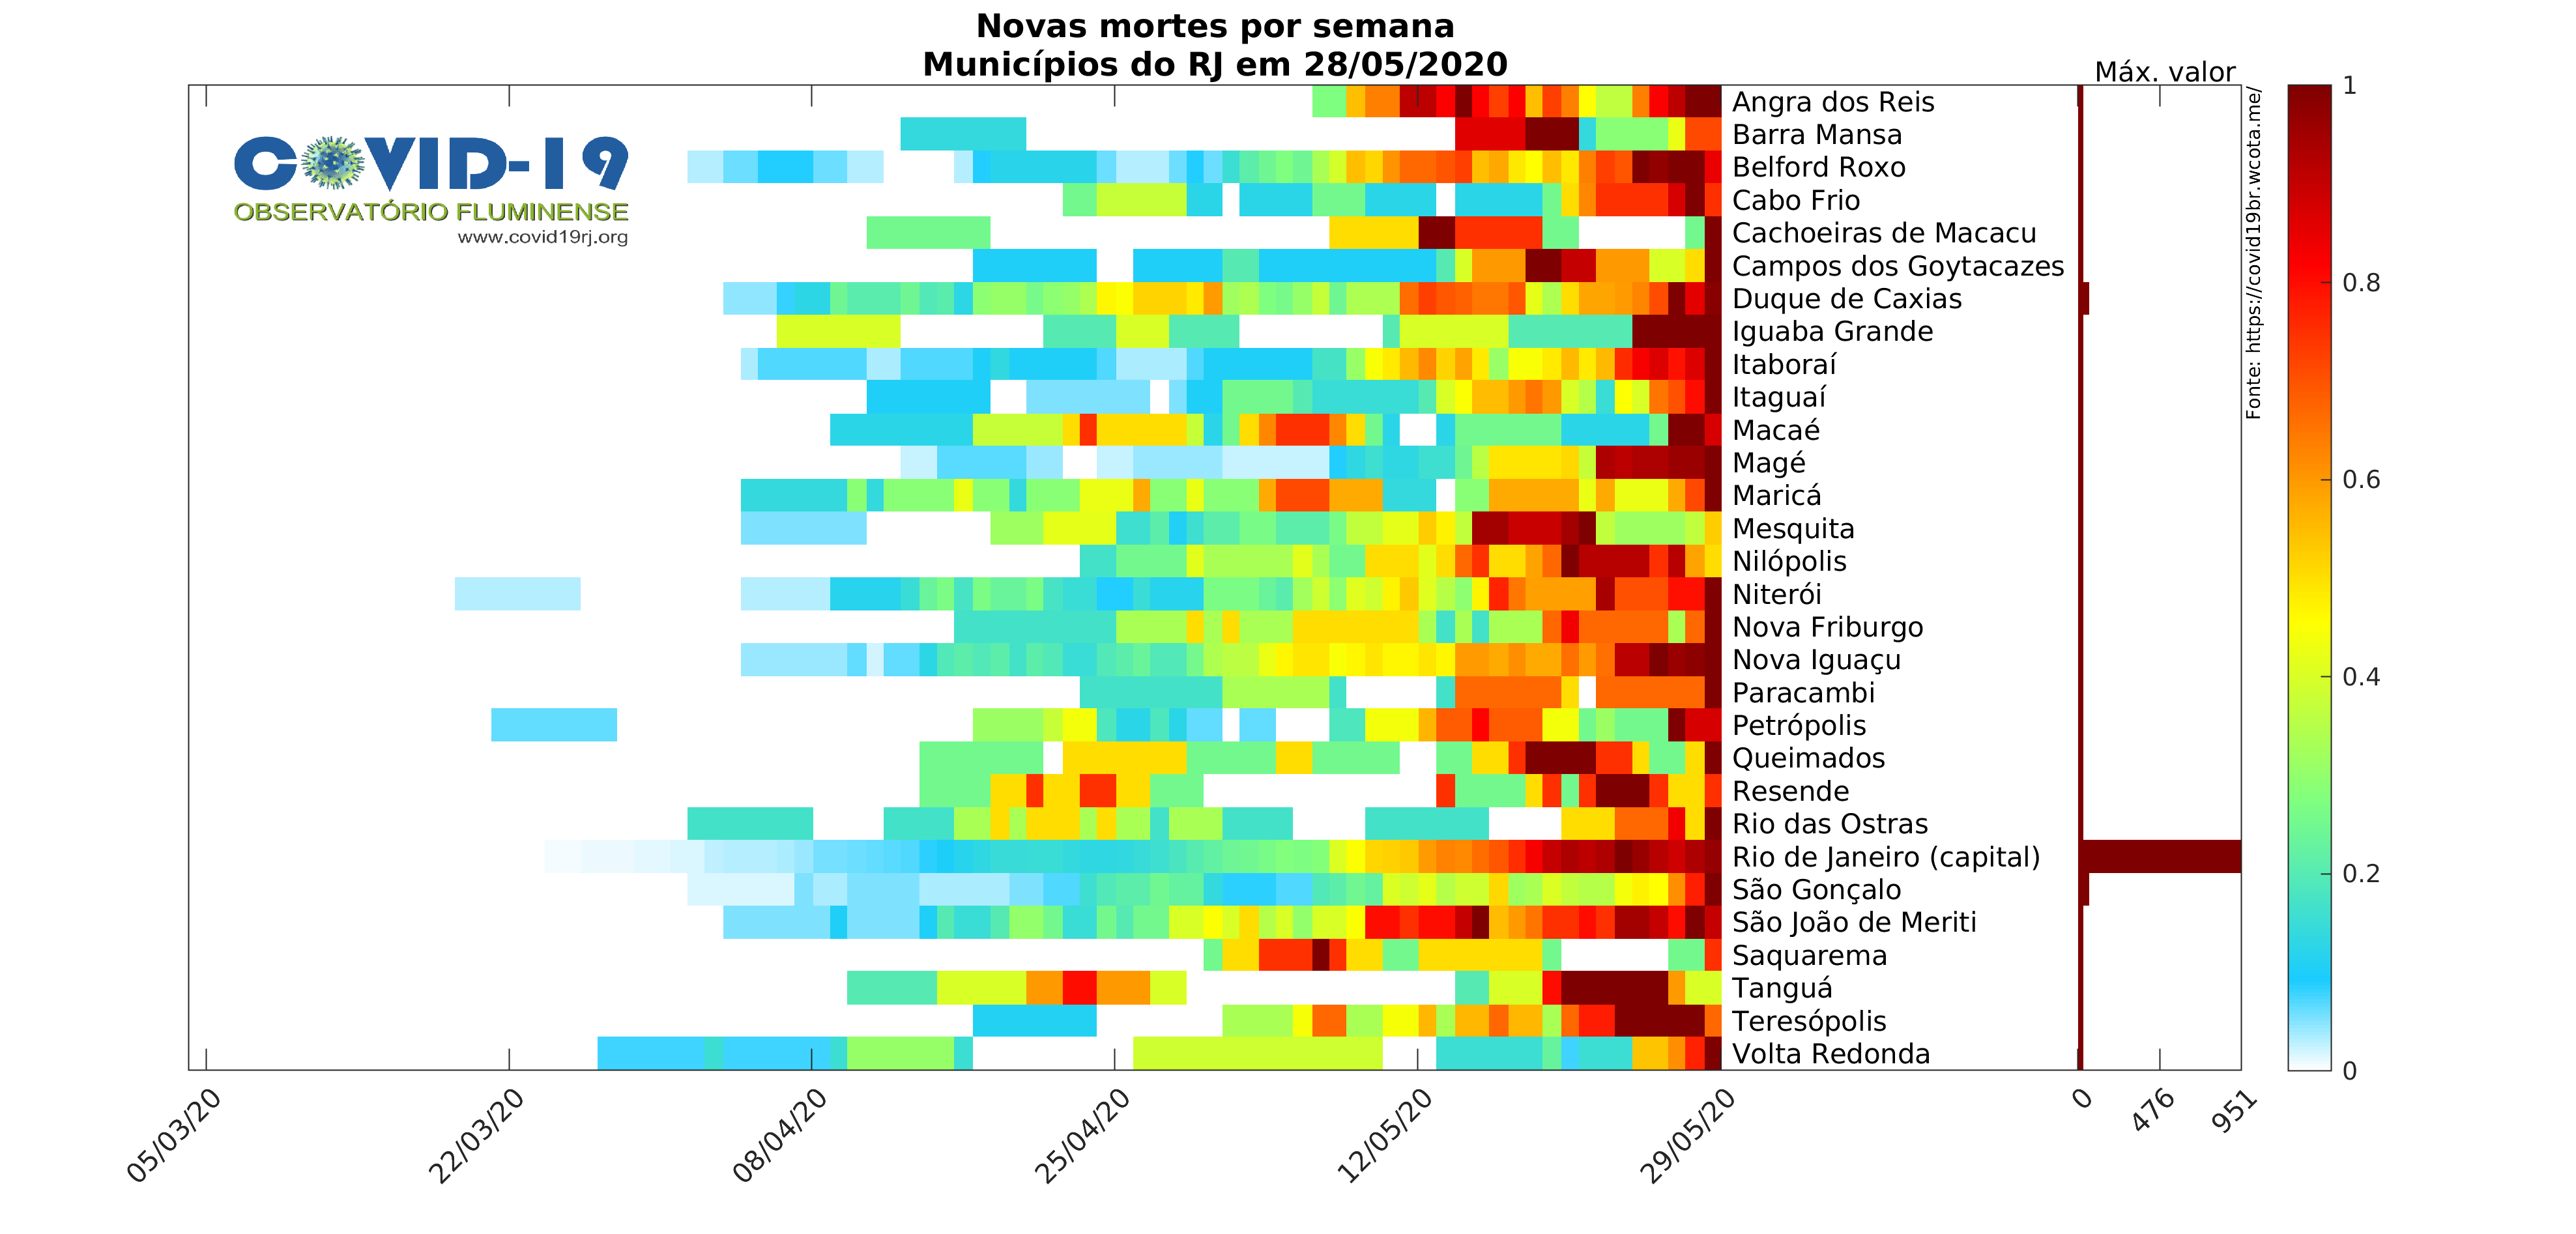 Novas mortes por semana
Municípios do RJ em 28/05/2020
COVID-19
OBSERVATÓRIO FLUMINENSE
www.covid19rj.org
Máx. valor
Angra dos Reis
Barra Mansa
Belford Roxo
Cabo Frio
Cachoeiras de Macacu
Campos dos Goytacazes
Duque de Caxias
Iguaba Grande
Itaboraí
Itaguaí
Macaé
Magé
Maricá
Mesquita
Nilópolis
Niterói
Nova Friburgo
Nova Iguaçu
Paracambi
Petrópolis
Queimados
Resende
Rio das Ostras
Rio de Janeiro (capital)
São Gonçalo
São João de Meriti
Saquarema
Tanguá
Teresópolis
Volta Redonda
05/03/20
22/03/20
08/04/20
25/04/20
12/05/20
29/05/20
0
476
951
Fonte: https://covid19br.wcota.me/
1
0.8
0.6
0.4
0.2
0